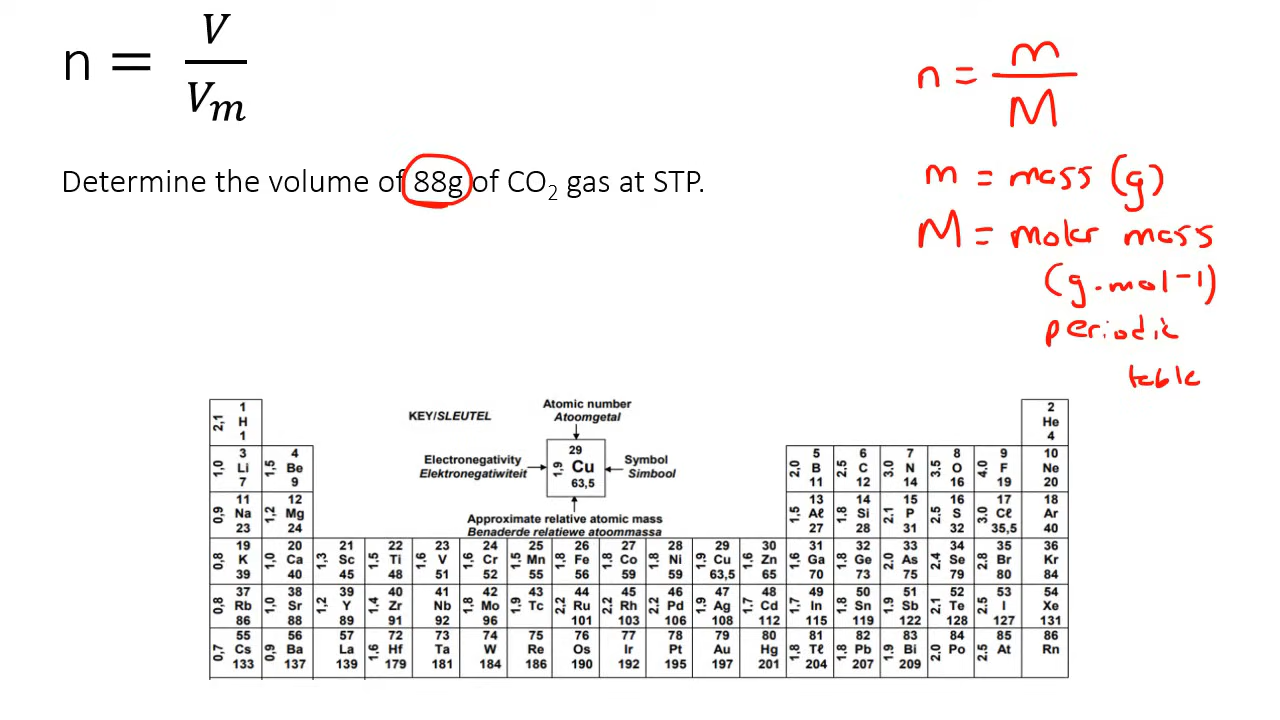 n = V / Vm
n = m / M
Determine the volume of 88g of CO₂ gas at STP.
m = mass (g)
M = molar mass
(g.mol-1)
periodic
table
KEY/SLEUTEL
Atomic number
Atoomgetal
Electronegativity
Elektronegatiwiteit
29
1,9 Cu
63,5
Symbol
Simbool
Approximate relative atomic mass
Benaderde relatiewe atoommassa
1 2
2,1 H He
1 4
3 4 5 6 7 8 9 10
1,0 Li 1,5 Be 2,0 B 2,5 C 3,0 N 3,5 O 4,0 F Ne
7 9 11 12 14 16 19 20
11 12 13 14 15 16 17 18
0,9 Na 1,2 Mg 1,5 Aℓ 1,8 Si 2,1 P 2,5 S 3,0 Cℓ Ar
23 24 27 28 31 32 35,5 40
19 20 21 22 23 24 25 26 27 28 29 30 31 32 33 34 35 36
0,8 K 1,0 Ca 1,3 Sc 1,5 Ti 1,6 V 1,6 Cr 1,5 Mn 1,8 Fe 1,8 Co 1,8 Ni 1,9 Cu 1,6 Zn 1,6 Ga 1,8 Ge 2,0 As 2,4 Se 2,8 Br Kr
39 40 45 48 51 52 55 56 59 59 63,5 65 70 73 75 79 80 84
37 38 39 40 41 42 43 44 45 46 47 48 49 50 51 52 53 54
0,8 Rb 1,0 Sr 1,2 Y 1,4 Zr Nb 1,8 Mo 1,9 Tc 2,2 Ru 2,2 Rh 2,2 Pd 1,9 Ag 1,7 Cd 1,7 In 1,8 Sn 1,9 Sb 2,1 Te 2,5 I Xe
86 88 89 91 92 96 101 103 106 108 112 115 119 122 128 127 131
55 56 57 72 73 74 75 76 77 78 79 80 81 82 83 84 85 86
0,7 Cs 0,9 Ba La 1,6 Hf Ta W Re Os Ir Pt Au Hg 1,8 Tℓ 1,8 Pb 1,9 Bi 2,0 Po 2,5 At Rn
133 137 139 179 181 184 186 190 192 195 197 201 204 207 209